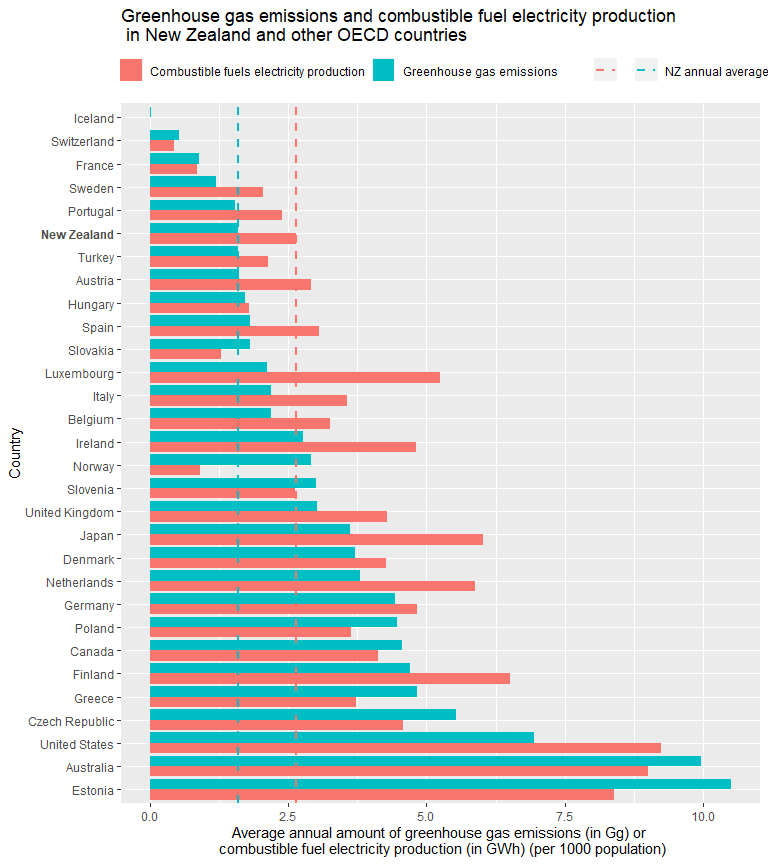 Greenhouse gas emissions and combustible fuel electricity production
in New Zealand and other OECD countries
Combustible fuels electricity production
Greenhouse gas emissions
NZ annual average
Country
Iceland
Switzerland
France
Sweden
Portugal
New Zealand
Turkey
Austria
Hungary
Spain
Slovakia
Luxembourg
Italy
Belgium
Ireland
Norway
Slovenia
United Kingdom
Japan
Denmark
Netherlands
Germany
Poland
Canada
Finland
Greece
Czech Republic
United States
Australia
Estonia
0.0 2.5 5.0 7.5 10.0
Average annual amount of greenhouse gas emissions (in Gg) or
combustible fuel electricity production (in GWh) (per 1000 population)